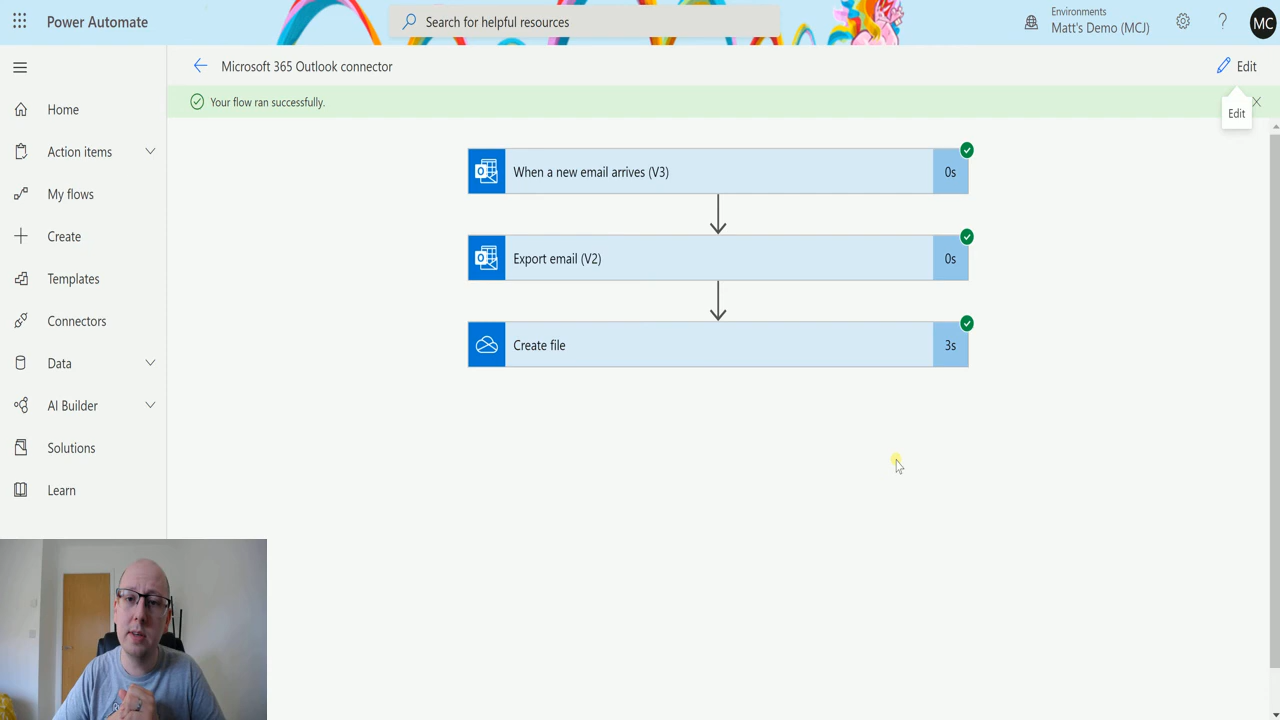 Power Automate
Search for helpful resources
Environments
Matt's Demo (MCJ)
?
MC
Microsoft 365 Outlook connector
Edit
Your flow ran successfully.
Edit
Home
Action items
My flows
Create
Templates
Connectors
Data
AI Builder
Solutions
Learn
When a new email arrives (V3)
0s
Export email (V2)
0s
Create file
3s